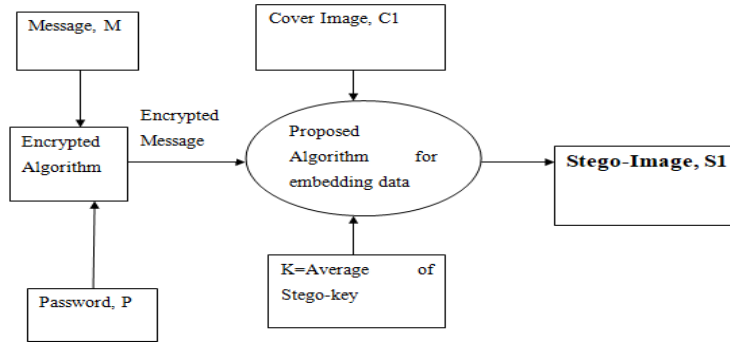 Message, M
Cover Image, C1
Encrypted
Message
Encrypted
Algorithm
Proposed
Algorithm for
embedding data
Stego-Image, S1
Password, P
K=Average of
Stego-key